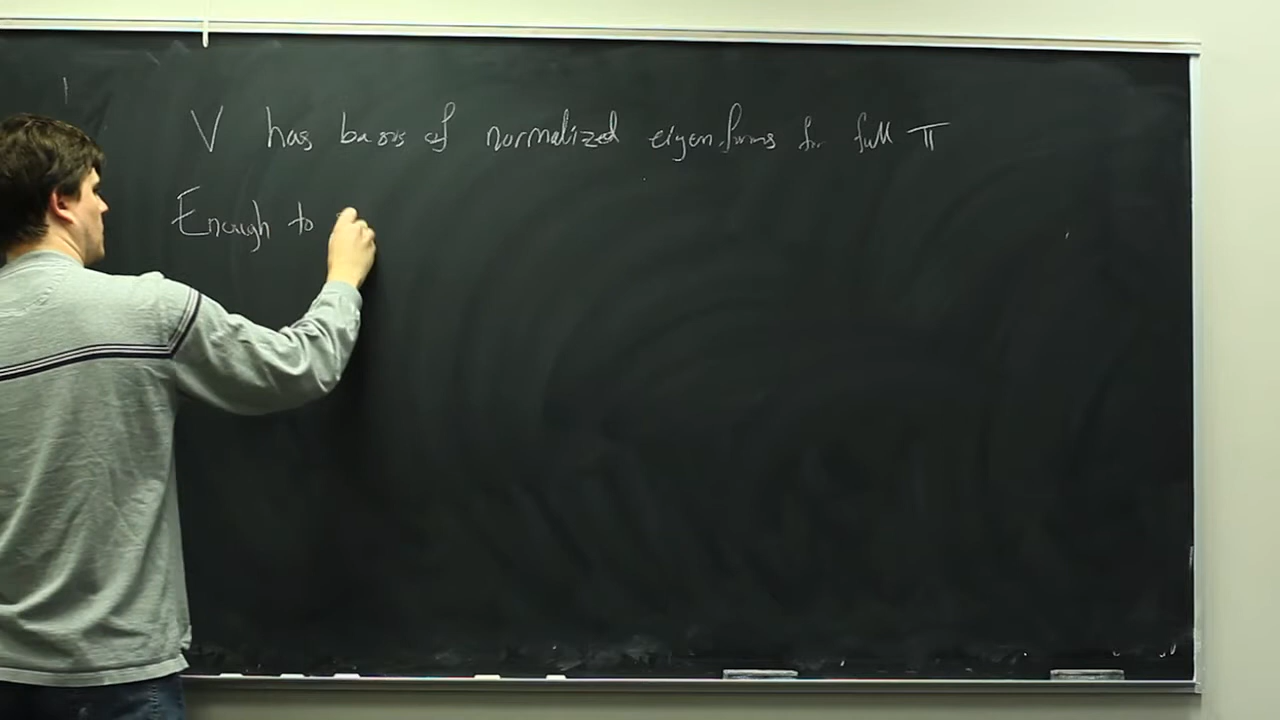 V has basis of normalized eigenforms for full 𝕋
Enough to